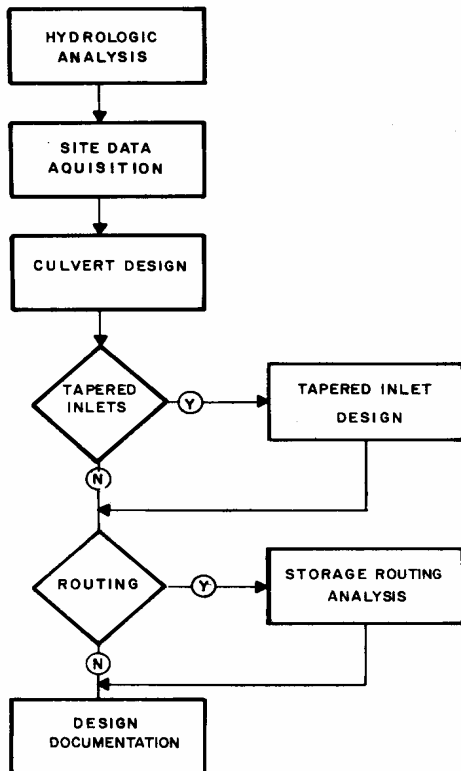 HYDROLOGIC
ANALYSIS
SITE DATA
AQUISITION
CULVERT DESIGN
TAPERED
INLETS
Y
TAPERED INLET
DESIGN
N
ROUTING
Y
STORAGE ROUTING
ANALYSIS
N
DESIGN
DOCUMENTATION